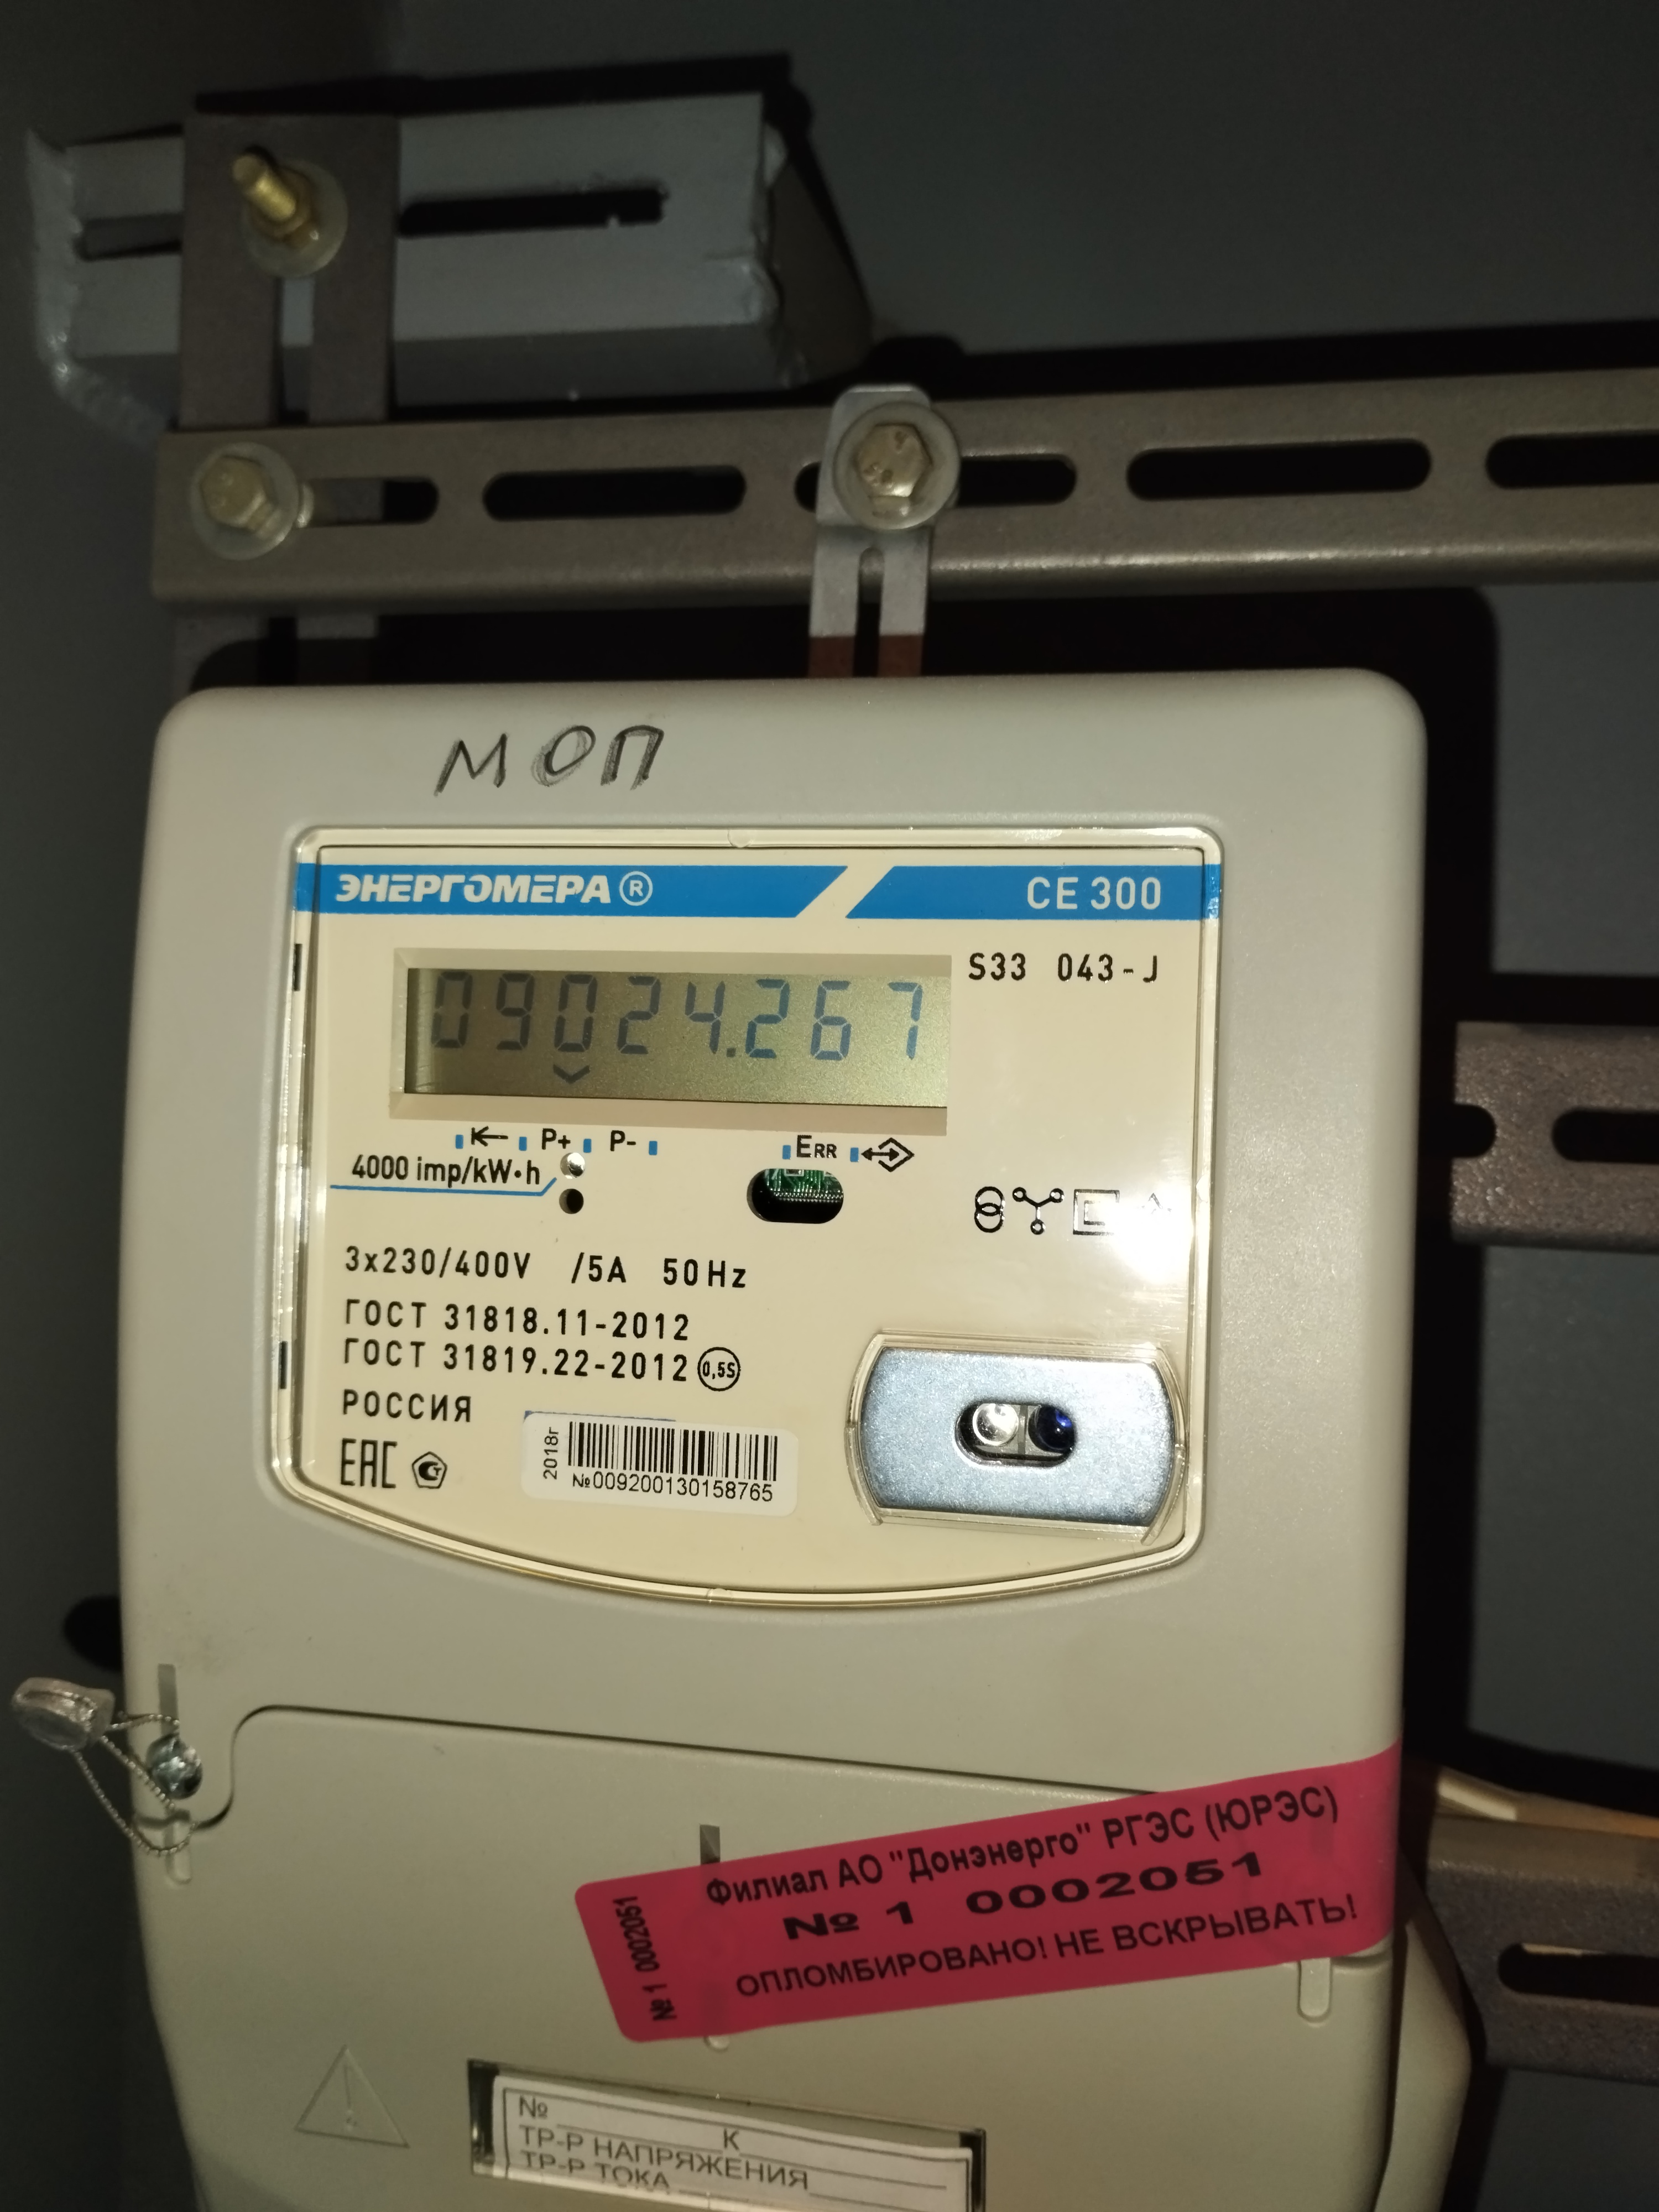 МОП
ЭНЕРГОМЕРА® CE 300
S33 043-J
09024.267
P+ P- ERR
4000 imp/kW•h
3x230/400V /5A 50Hz
ГОСТ 31818.11-2012
ГОСТ 31819.22-2012 0,5S
РОССИЯ
ЕАС
2018г
№009200130158765
Филиал АО "Донэнерго" РГЭС (ЮРЭС)
№ 1 0002051
№ 1 0002051
ОПЛОМБИРОВАНО! НЕ ВСКРЫВАТЬ!
№
К
ТР-Р НАПРЯЖЕНИЯ
ТР-Р ТОКА